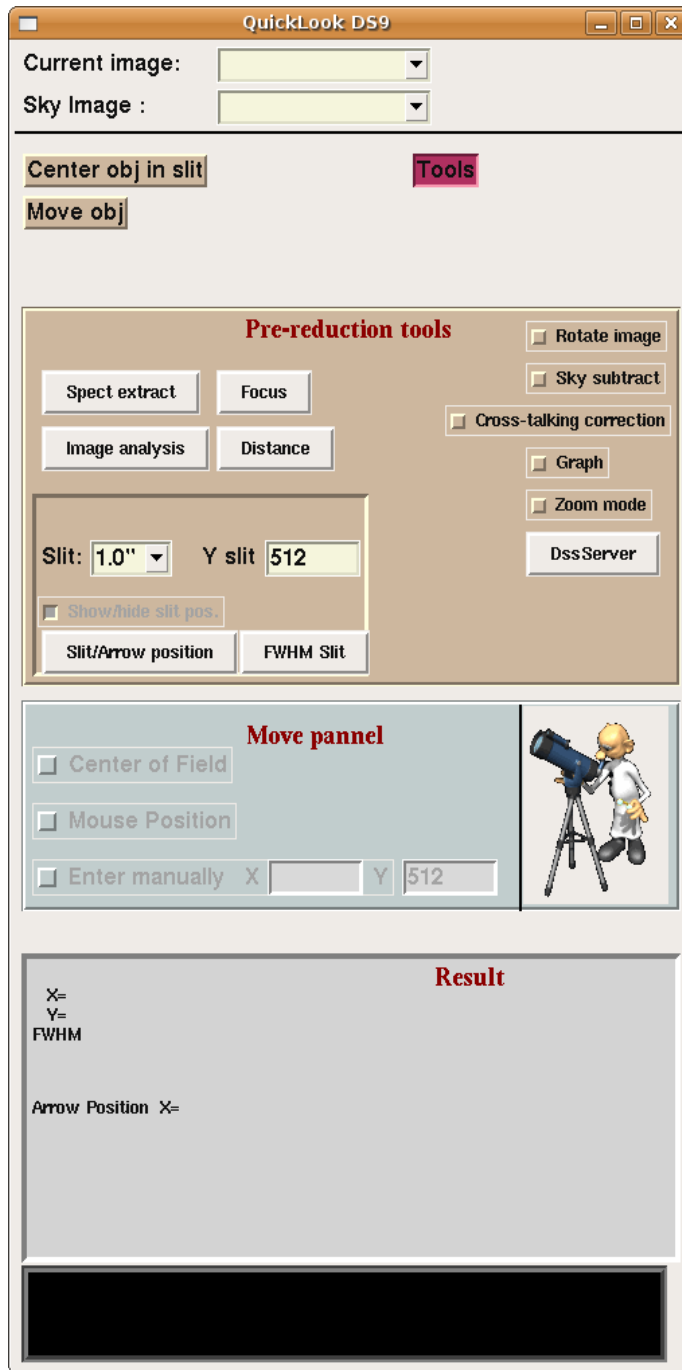 QuickLook DS9
Current image:
Sky Image :
Center obj in slit
Tools
Move obj
Pre-reduction tools
Rotate image
Spect extract
Focus
Sky subtract
Image analysis
Distance
Cross-talking correction
Graph
Zoom mode
Slit: 1.0" Y slit 512
DssServer
Show/hide slit pos.
Slit/Arrow position
FWHM Slit
Move pannel
Center of Field
Mouse Position
Enter manually X Y 512
Result
X=
Y=
FWHM
Arrow Position X=